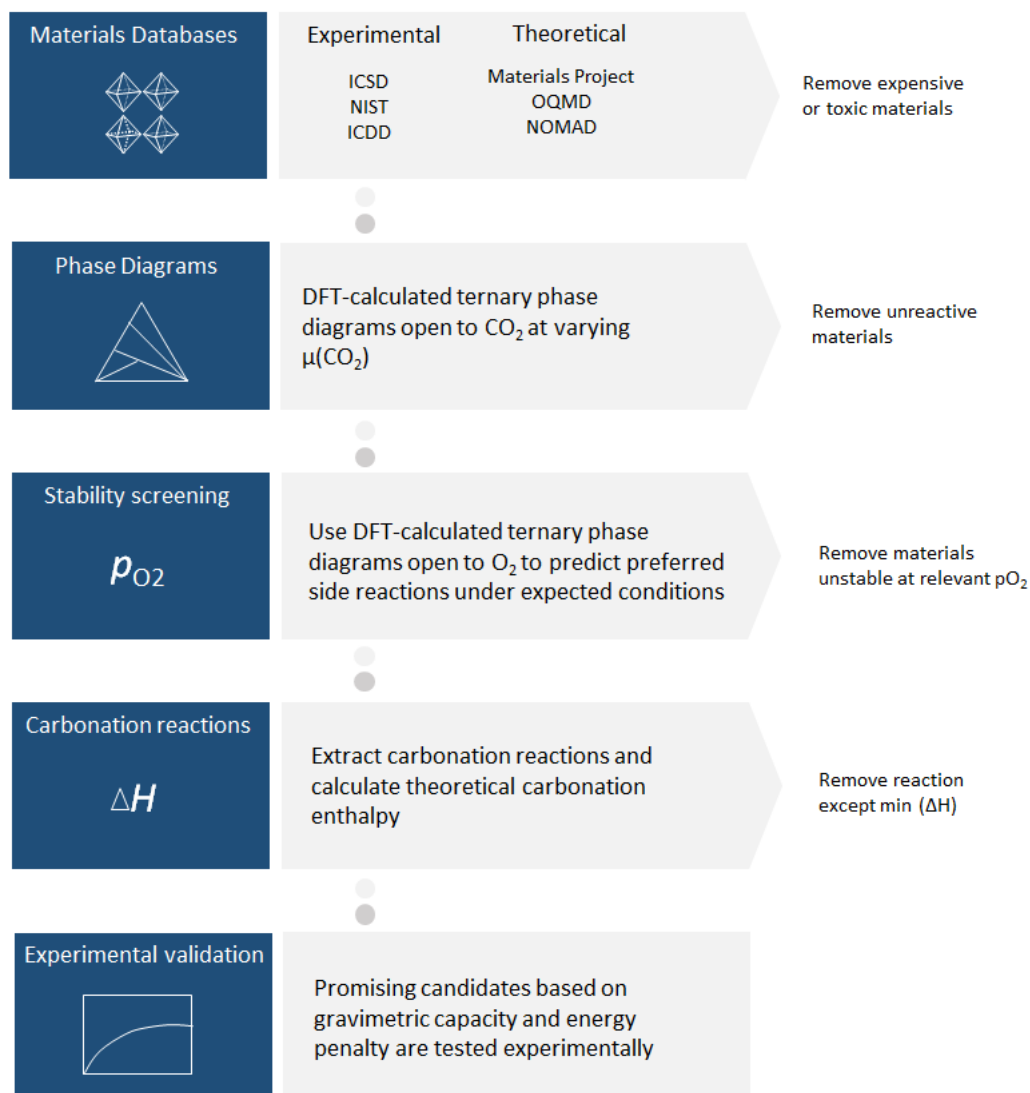 Materials Databases
Experimental
Theoretical
ICSD
NIST
ICDD
Materials Project
OQMD
NOMAD
Remove expensive
or toxic materials
Phase Diagrams
DFT-calculated ternary phase
diagrams open to CO₂ at varying
μ(CO₂)
Remove unreactive
materials
Stability screening
pO2
Use DFT-calculated ternary phase
diagrams open to O₂ to predict preferred
side reactions under expected conditions
Remove materials
unstable at relevant pO₂
Carbonation reactions
ΔH
Extract carbonation reactions and
calculate theoretical carbonation
enthalpy
Remove reaction
except min (ΔH)
Experimental validation
Promising candidates based on
gravimetric capacity and energy
penalty are tested experimentally